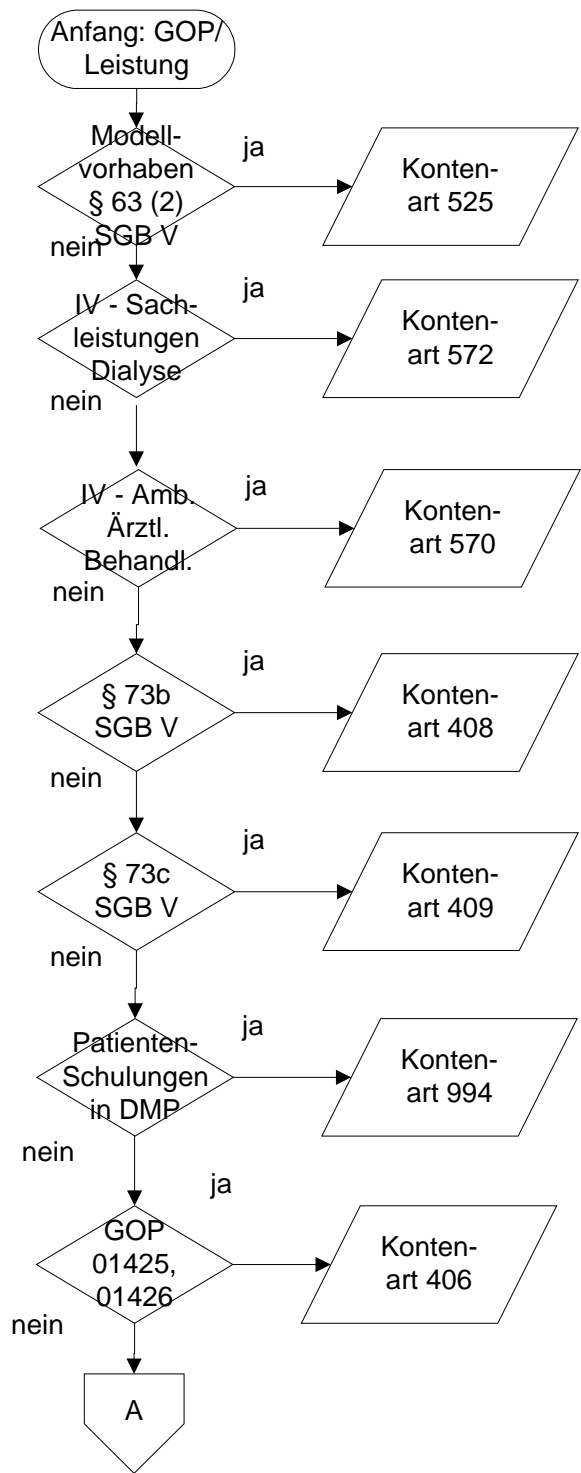 Anfang: GOP/
Leistung
Modell-
vorhaben
§ 63 (2)
SGB V
ja
Konten-
art 525
nein
IV - Sach-
leistungen
Dialyse
ja
Konten-
art 572
nein
IV - Amb.
Ärztl.
Behandl.
ja
Konten-
art 570
nein
§ 73b
SGB V
ja
Konten-
art 408
nein
§ 73c
SGB V
ja
Konten-
art 409
nein
Patienten-
Schulungen
in DMP
ja
Konten-
art 994
nein
GOP
01425,
01426
ja
Konten-
art 406
nein
A